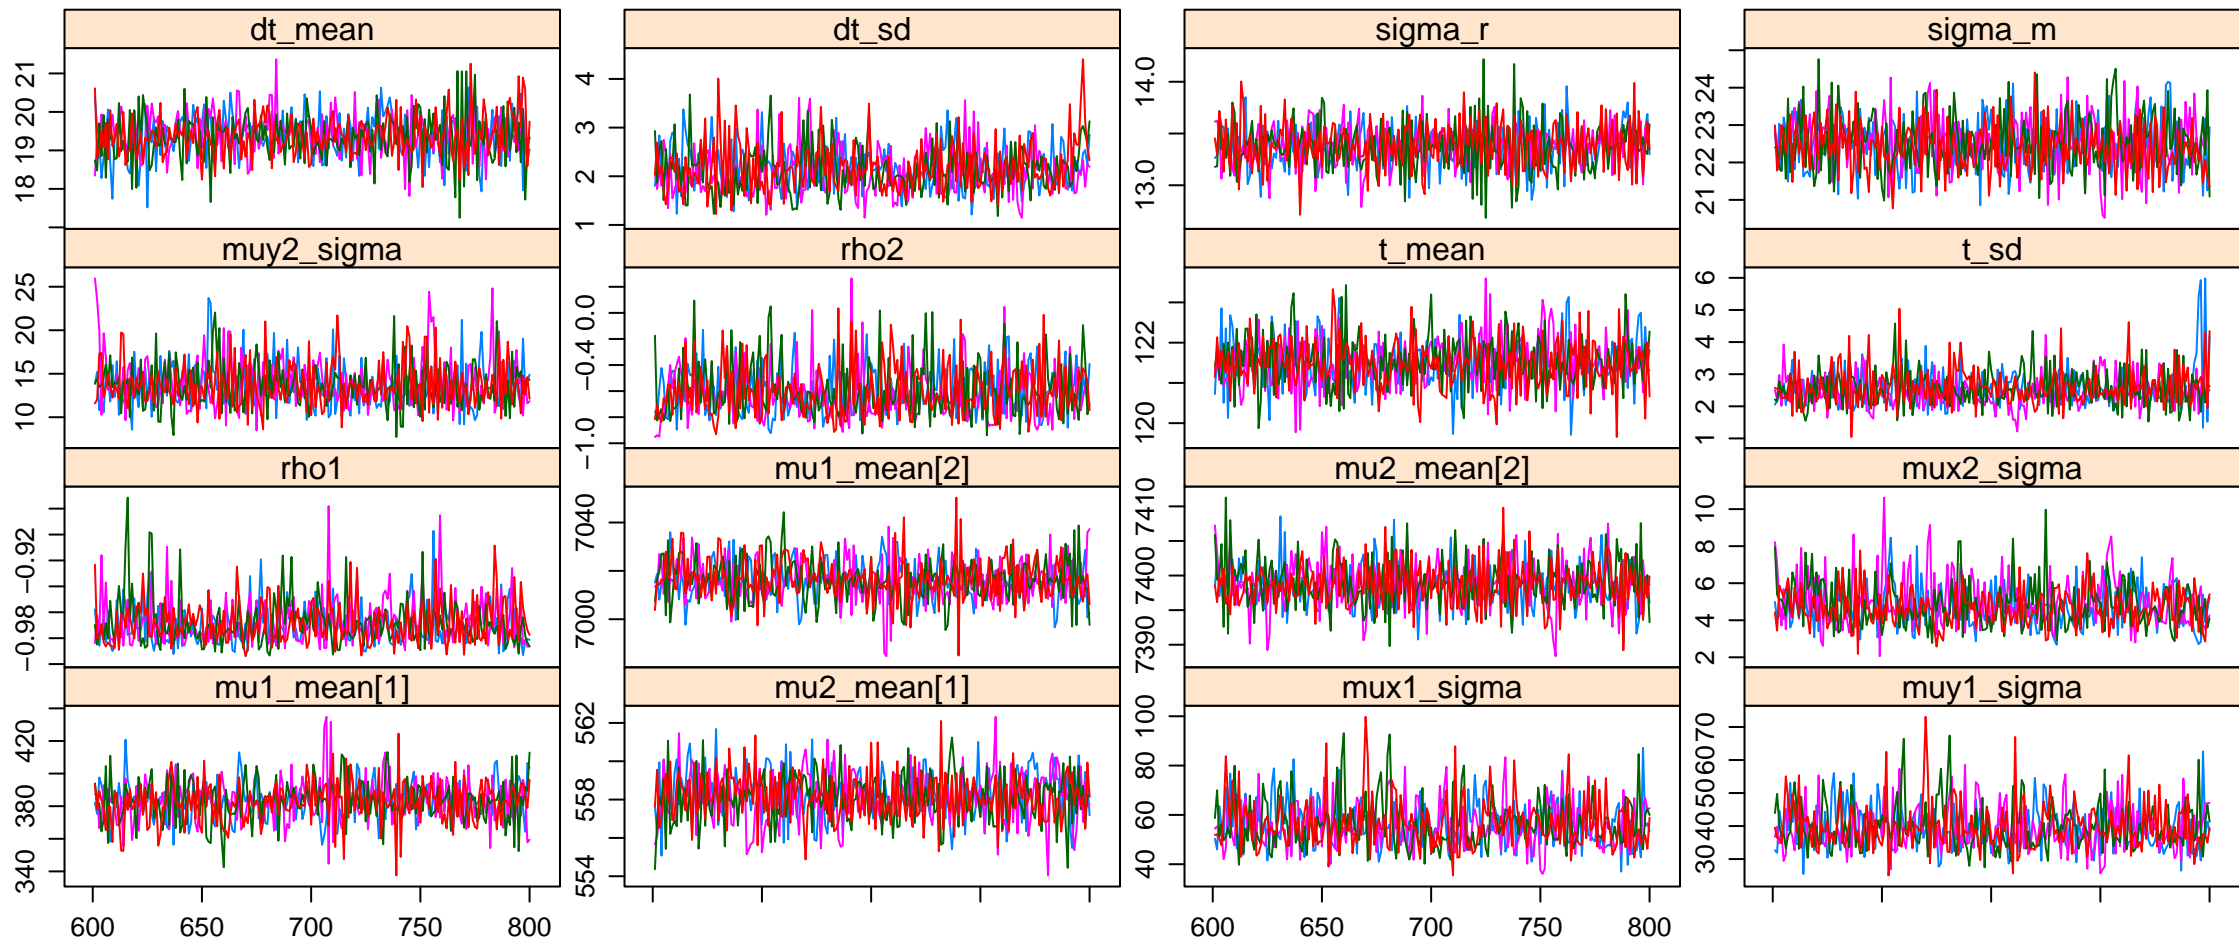 dt_mean dt_sd sigma_r sigma_m
18 19 20 21
1 2 3 4
13.0 14.0
21 22 23 24
muy2_sigma rho2 t_mean t_sd
10 15 20 25
−1.0 −0.4 0.0
120 122
1 2 3 4 5 6
rho1 mu1_mean[2] mu2_mean[2] mux2_sigma
−0.98 −0.92
7000 7040
7390 7400 7410
2 4 6 8 10
mu1_mean[1] mu2_mean[1] mux1_sigma muy1_sigma
340 380 420
554 558 562
40 60 80 100
30 40 50 60 70
600 650 700 750 800
600 650 700 750 800